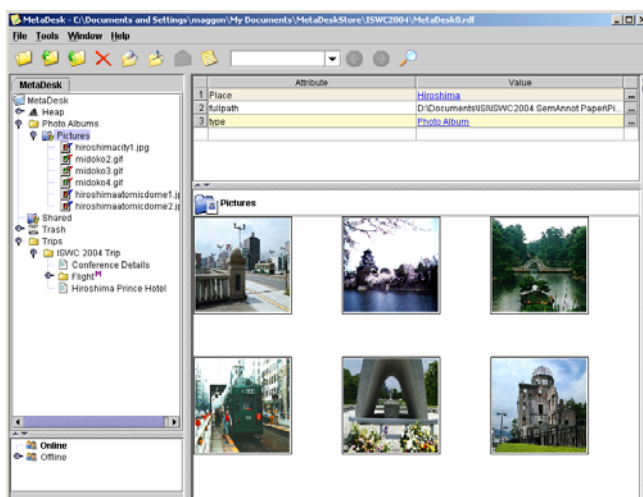 MetaDesk - C:\Documents and Settings\maggon\My Documents\MetaDeskStore\ISWC2004\MetaDesk0.rdf
File Tools Window Help
MetaDesk
MetaDesk
Heap
Photo Albums
Pictures
hiroshimacity1.jpg
midoko2.gif
midoko3.gif
midoko4.gif
hiroshimaatomicdome1.jp
hiroshimaatomicdome2.jp
Shared
Trash
Trips
ISWC 2004 Trip
Conference Details
Flight M
Hiroshima Prince Hotel
Online
Offline
Attribute Value
1 Place Hiroshima ...
2 fullpath D:\Documents\ISI\ISWC2004 SemAnnot Paper\Pi... ...
3 type Photo Album ...
Pictures